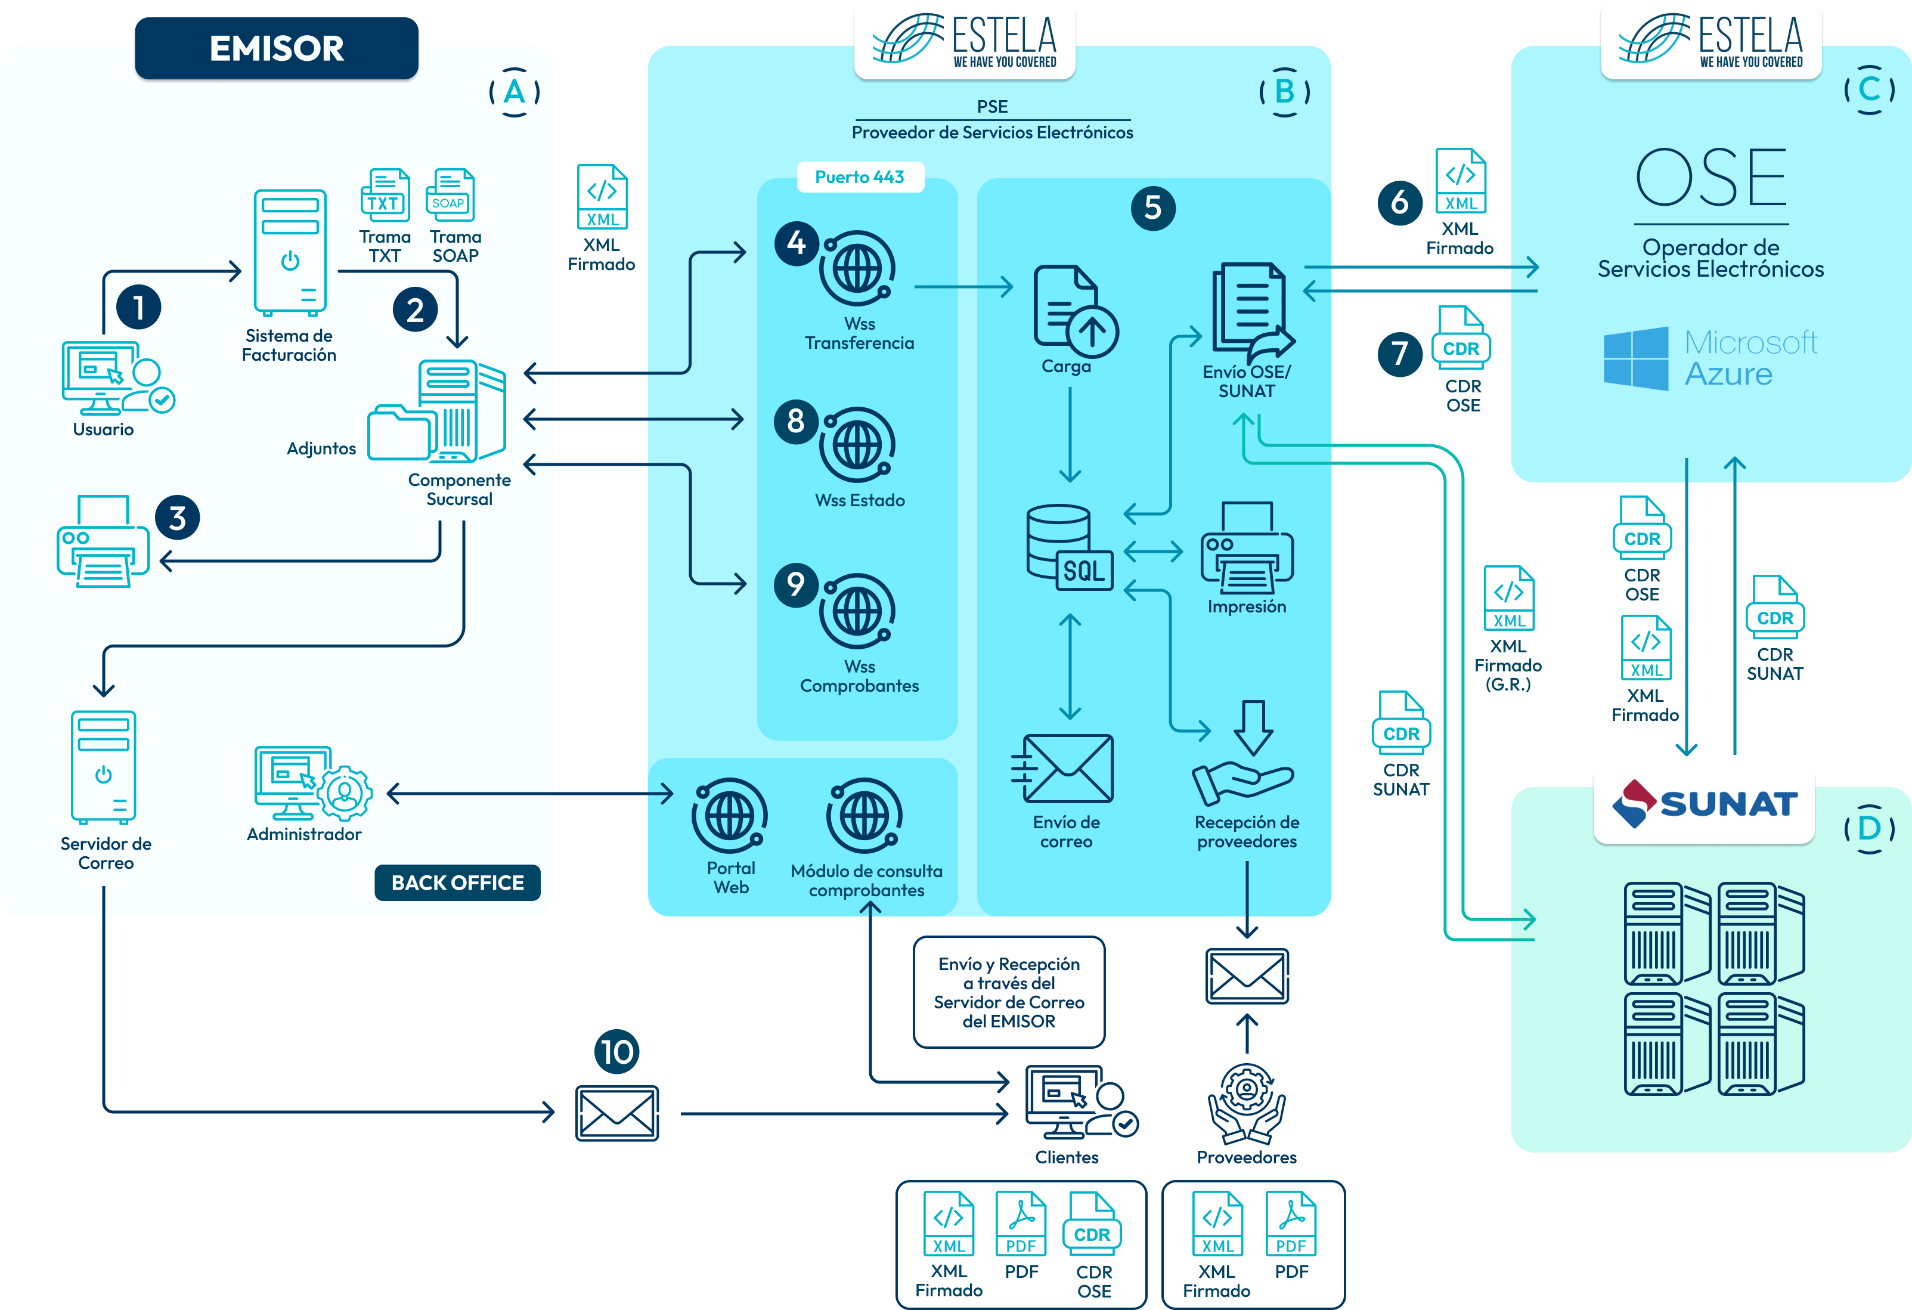 EMISOR
A
TXT
SOAP
Trama
TXT
Trama
SOAP
1
Usuario
Sistema de
Facturación
2
Adjuntos
Componente
Sucursal
3
Servidor de
Correo
Administrador
BACK OFFICE
XML
XML
Firmado
ESTELA
WE HAVE YOU COVERED
B
PSE
Proveedor de Servicios Electrónicos
Puerto 443
4
Wss
Transferencia
8
Wss Estado
9
Wss
Comprobantes
Portal
Web
Módulo de consulta
comprobantes
5
Carga
Envío OSE/
SUNAT
SQL
Impresión
Envío de
correo
Recepción de
proveedores
6
XML
XML
Firmado
7
CDR
CDR
OSE
ESTELA
WE HAVE YOU COVERED
C
OSE
Operador de
Servicios Electrónicos
Microsoft
Azure
CDR
CDR
OSE
XML
XML
Firmado
CDR
CDR
SUNAT
XML
XML
Firmado
(G.R.)
CDR
CDR
SUNAT
SUNAT
D
Envío y Recepción
a través del
Servidor de Correo
del EMISOR
10
Clientes
Proveedores
XML
XML
Firmado
PDF
PDF
CDR
CDR
OSE
XML
XML
Firmado
PDF
PDF